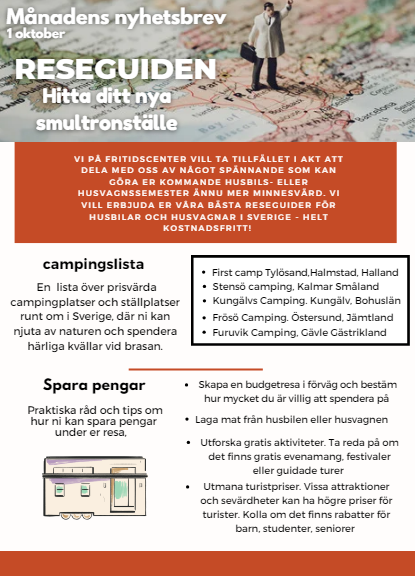 Månadens nyhetsbrev
1 oktober
RESEGUIDEN
Hitta ditt nya
smultronställe
VI PÅ FRITIDSCENTER VILL TA TILLFÄLLET I AKT ATT
DELA MED OSS AV NÅGOT SPÄNNANDE SOM KAN
GÖRA ER KOMMANDE HUSBILS- ELLER
HUSVAGNSSEMESTER ÄNNU MER MINNESVÄRD. VI
VILL ERBJUDA ER VÅRA BÄSTA RESEGUIDER FÖR
HUSBILAR OCH HUSVAGNAR I SVERIGE – HELT
KOSTNADSFRITT!
campingslista
En lista över prisvärda
campingplatser och ställplatser
runt om i Sverige, där ni kan
njuta av naturen och spendera
härliga kvällar vid brasan.
• First camp Tylösand,Halmstad, Halland
• Stensö camping, Kalmar Småland
• Kungälvs Camping. Kungälv, Bohuslän
• Frösö Camping. Östersund, Jämtland
• Furuvik Camping, Gävle Gästrikland
Spara pengar
Praktiska råd och tips om
hur ni kan spara pengar
under er resa,
• Skapa en budgetresa i förväg och bestäm
hur mycket du är villig att spendera på
• Laga mat från husbilen eller husvagnen
• Utforska gratis aktiviteter. Ta reda på om
det finns gratis evenamang, festivaler
eller guidade turer
• Utmana turistpriser. Vissa attraktioner
och sevärdheter kan ha högre priser för
turister. Kolla om det finns rabatter för
barn, studenter, seniorer